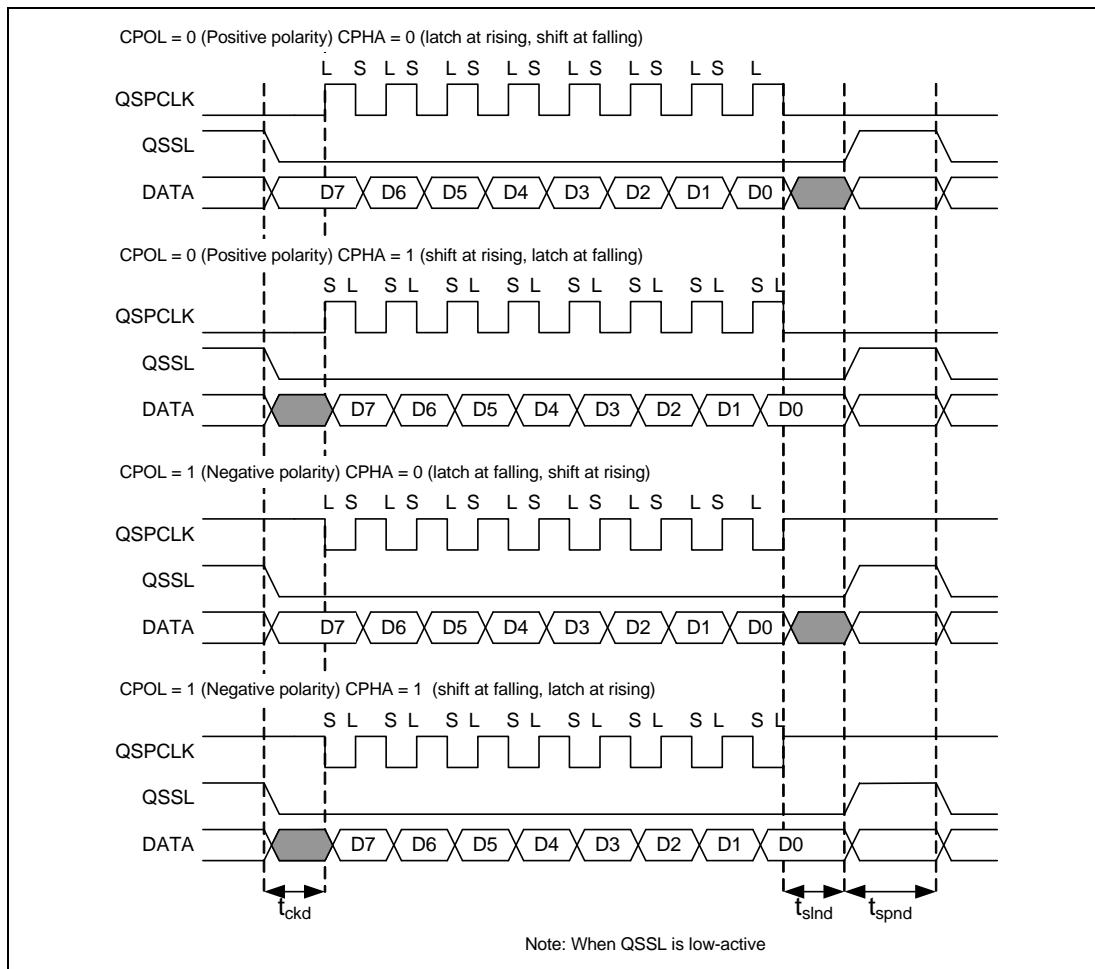 CPOL = 0 (Positive polarity) CPHA = 0 (latch at rising, shift at falling)
L S L S L S L S L S L S L S L
QSPCLK
QSSL
DATA D7 D6 D5 D4 D3 D2 D1 D0
CPOL = 0 (Positive polarity) CPHA = 1 (shift at rising, latch at falling)
S L S L S L S L S L S L S L S L
QSPCLK
QSSL
DATA D7 D6 D5 D4 D3 D2 D1 D0
CPOL = 1 (Negative polarity) CPHA = 0 (latch at falling, shift at rising)
L S L S L S L S L S L S L S L
QSPCLK
QSSL
DATA D7 D6 D5 D4 D3 D2 D1 D0
CPOL = 1 (Negative polarity) CPHA = 1 (shift at falling, latch at rising)
S L S L S L S L S L S L S L S L
QSPCLK
QSSL
DATA D7 D6 D5 D4 D3 D2 D1 D0
tckd tslnd tspnd
Note: When QSSL is low-active